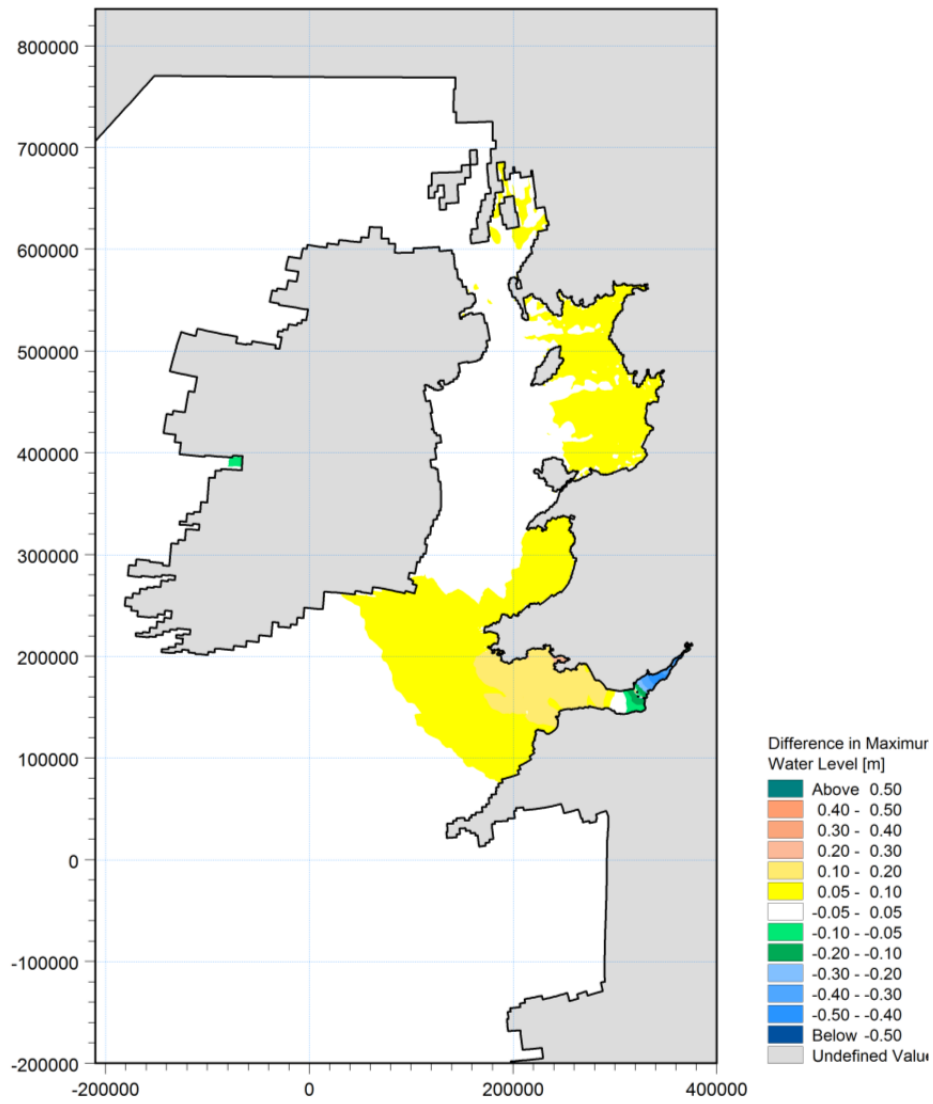 800000
700000
600000
500000
400000
300000
200000
100000
0
-100000
-200000
-200000 0 200000 400000
Difference in Maximur
Water Level [m]
Above 0.50
0.40 - 0.50
0.30 - 0.40
0.20 - 0.30
0.10 - 0.20
0.05 - 0.10
-0.05 - 0.05
-0.10 - -0.05
-0.20 - -0.10
-0.30 - -0.20
-0.40 - -0.30
-0.50 - -0.40
Below -0.50
Undefined Valu